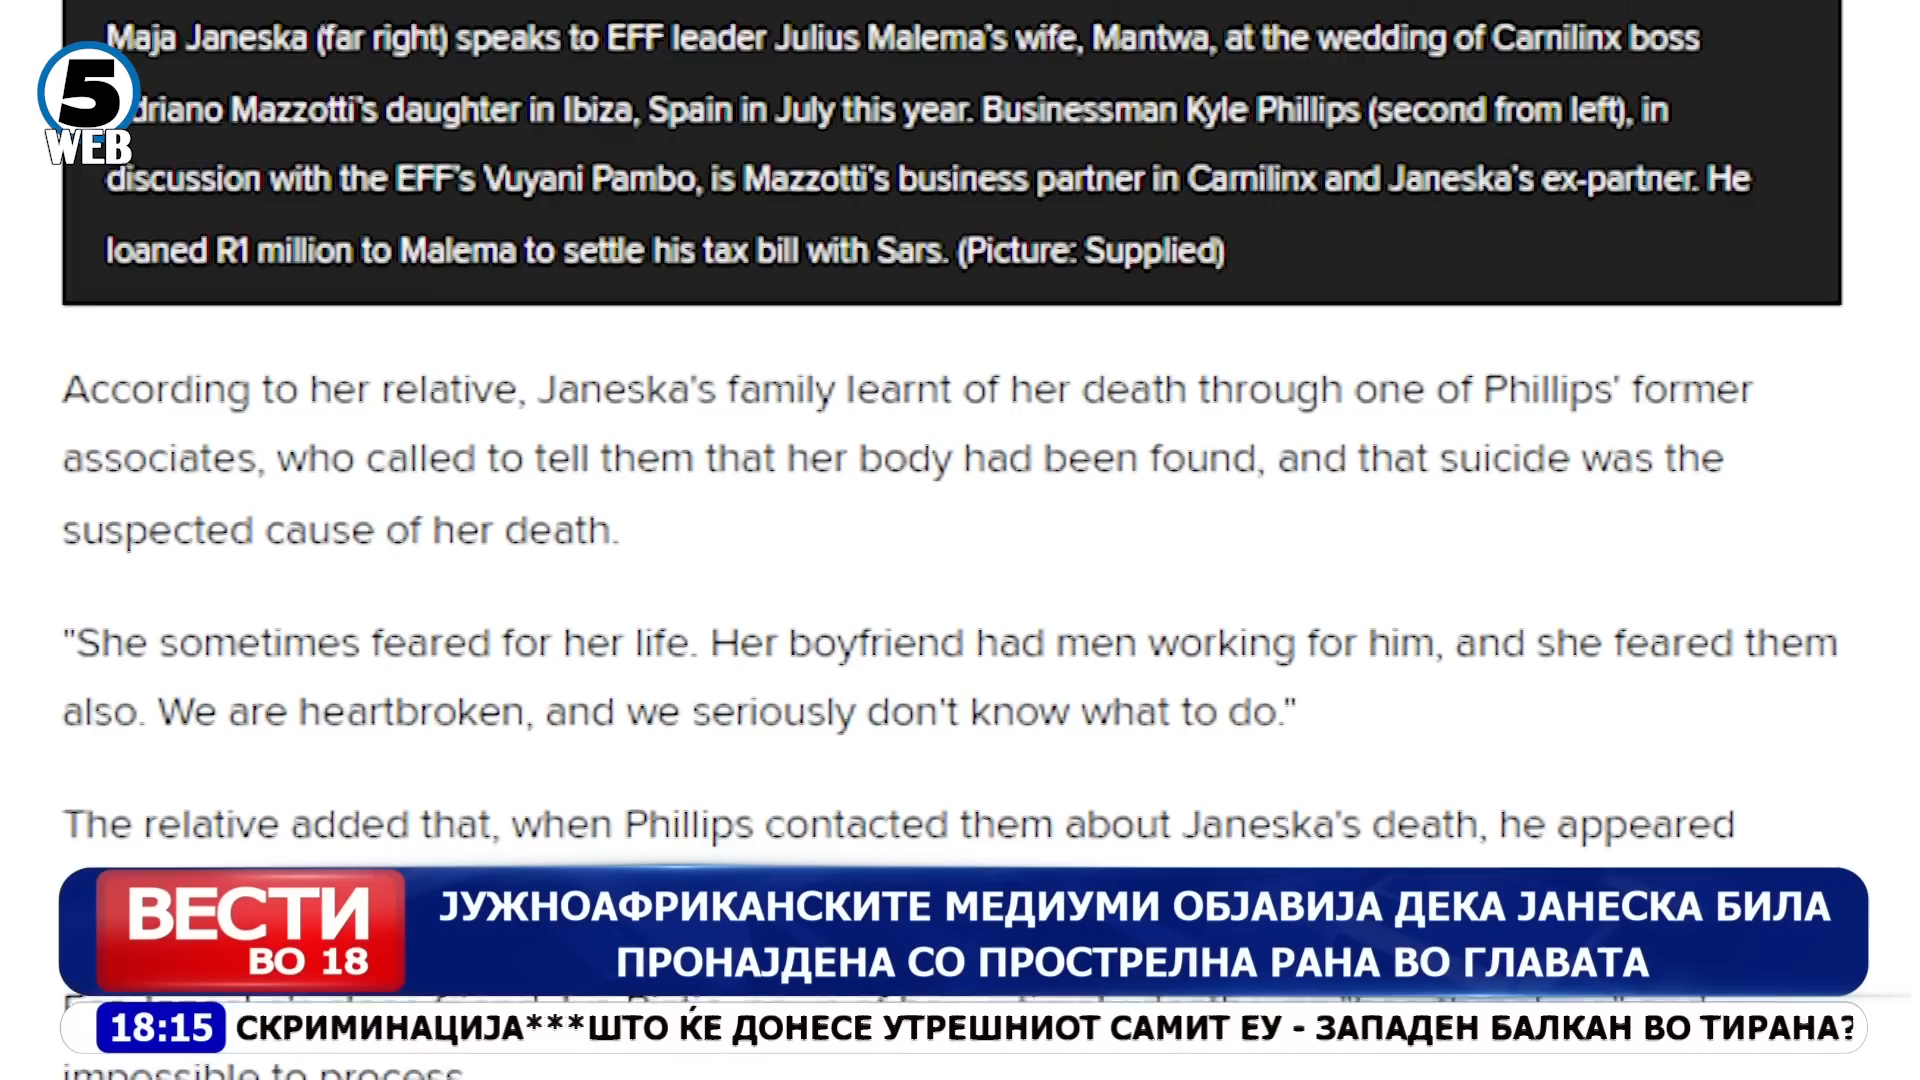 Maja Janeska (far right) speaks to EFF leader Julius Malema's wife, Mantwa, at the wedding of Carnilinx boss
driano Mazzotti's daughter in Ibiza, Spain in July this year. Businessman Kyle Phillips (second from left), in
discussion with the EFF's Vuyani Pambo, is Mazzotti's business partner in Carnilinx and Janeska's ex-partner. He
loaned R1 million to Malema to settle his tax bill with Sars. (Picture: Supplied)
5
WEB
According to her relative, Janeska's family learnt of her death through one of Phillips' former
associates, who called to tell them that her body had been found, and that suicide was the
suspected cause of her death.
"She sometimes feared for her life. Her boyfriend had men working for him, and she feared them
also. We are heartbroken, and we seriously don't know what to do."
The relative added that, when Phillips contacted them about Janeska's death, he appeared
ВЕСТИ
ВО 18
ЈУЖНОАФРИКАНСКИТЕ МЕДИУМИ ОБЈАВИЈА ДЕКА ЈАНЕСКА БИЛА
ПРОНАЈДЕНА СО ПРОСТРЕЛНА РАНА ВО ГЛАВАТА
18:15 СКРИМИНАЦИЈА***ШТО ЌЕ ДОНЕСЕ УТРЕШНИОТ САМИТ ЕУ - ЗАПАДЕН БАЛКАН ВО ТИРАНА?
impossible to process